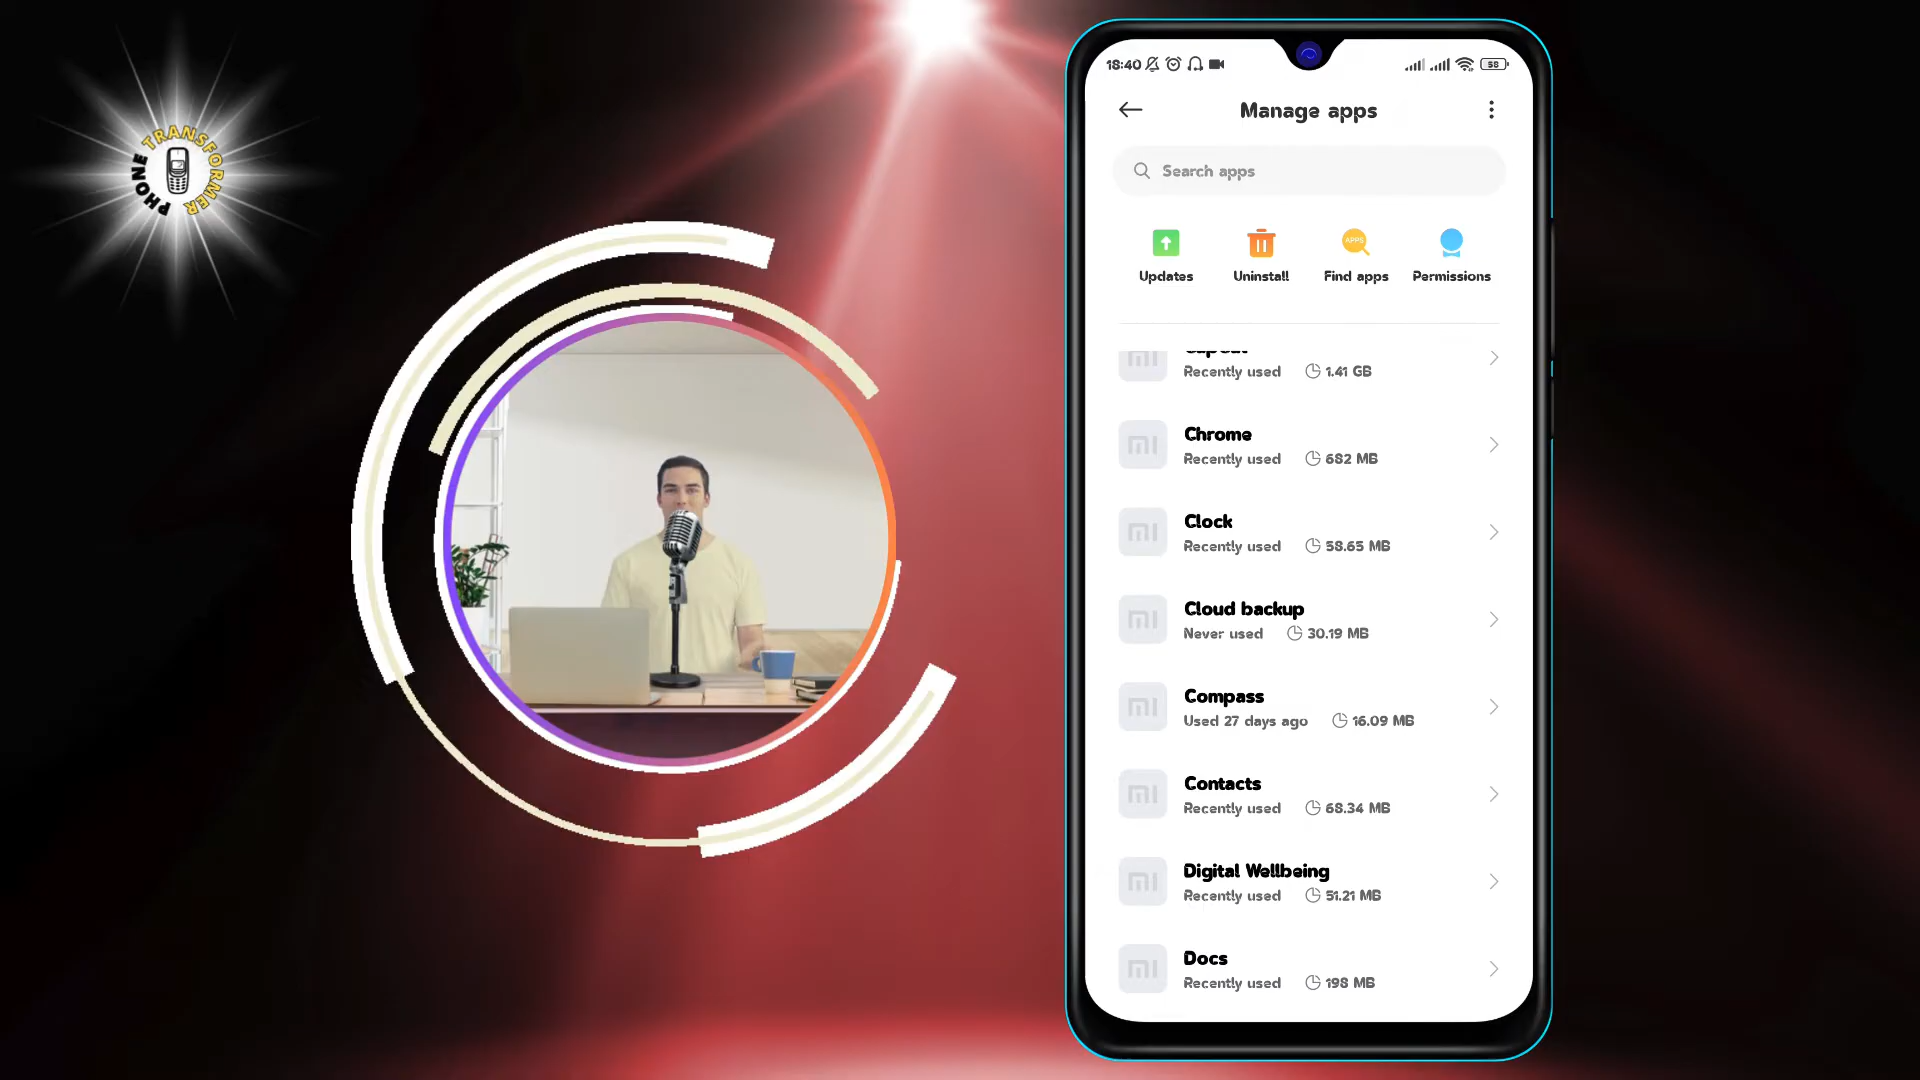 PHONE TRANSFORMER
18:40
58
Manage apps
Search apps
APPS
Updates
Uninstall
Find apps
Permissions
Recently used 1.41 GB
Chrome
Recently used 682 MB
Clock
Recently used 58.65 MB
Cloud backup
Never used 30.19 MB
Compass
Used 27 days ago 16.09 MB
Contacts
Recently used 68.34 MB
Digital Wellbeing
Recently used 51.21 MB
Docs
Recently used 198 MB